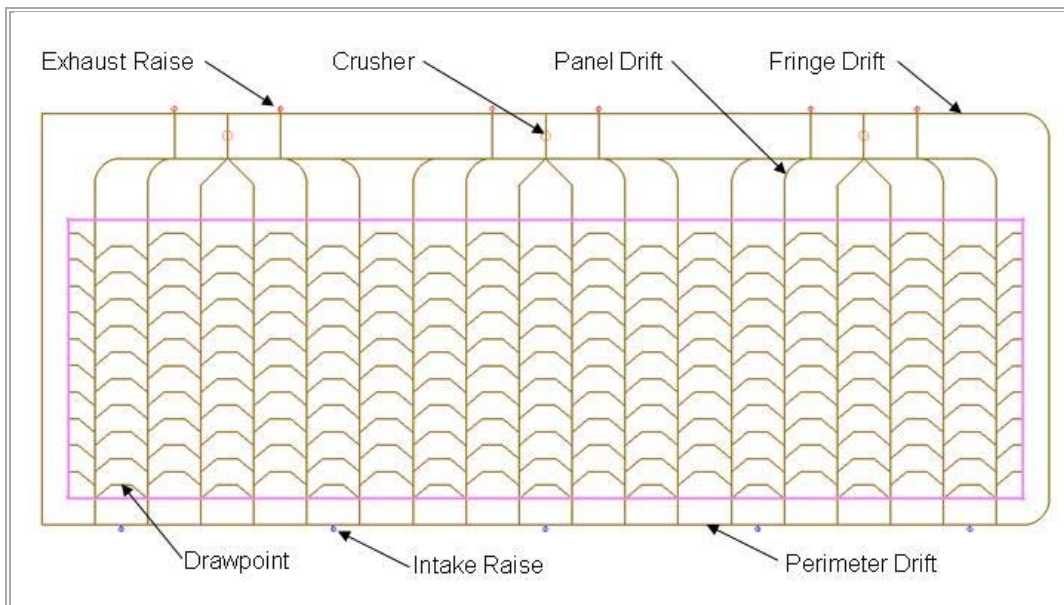 Exhaust Raise
Crusher
Panel Drift
Fringe Drift
Drawpoint
Intake Raise
Perimeter Drift